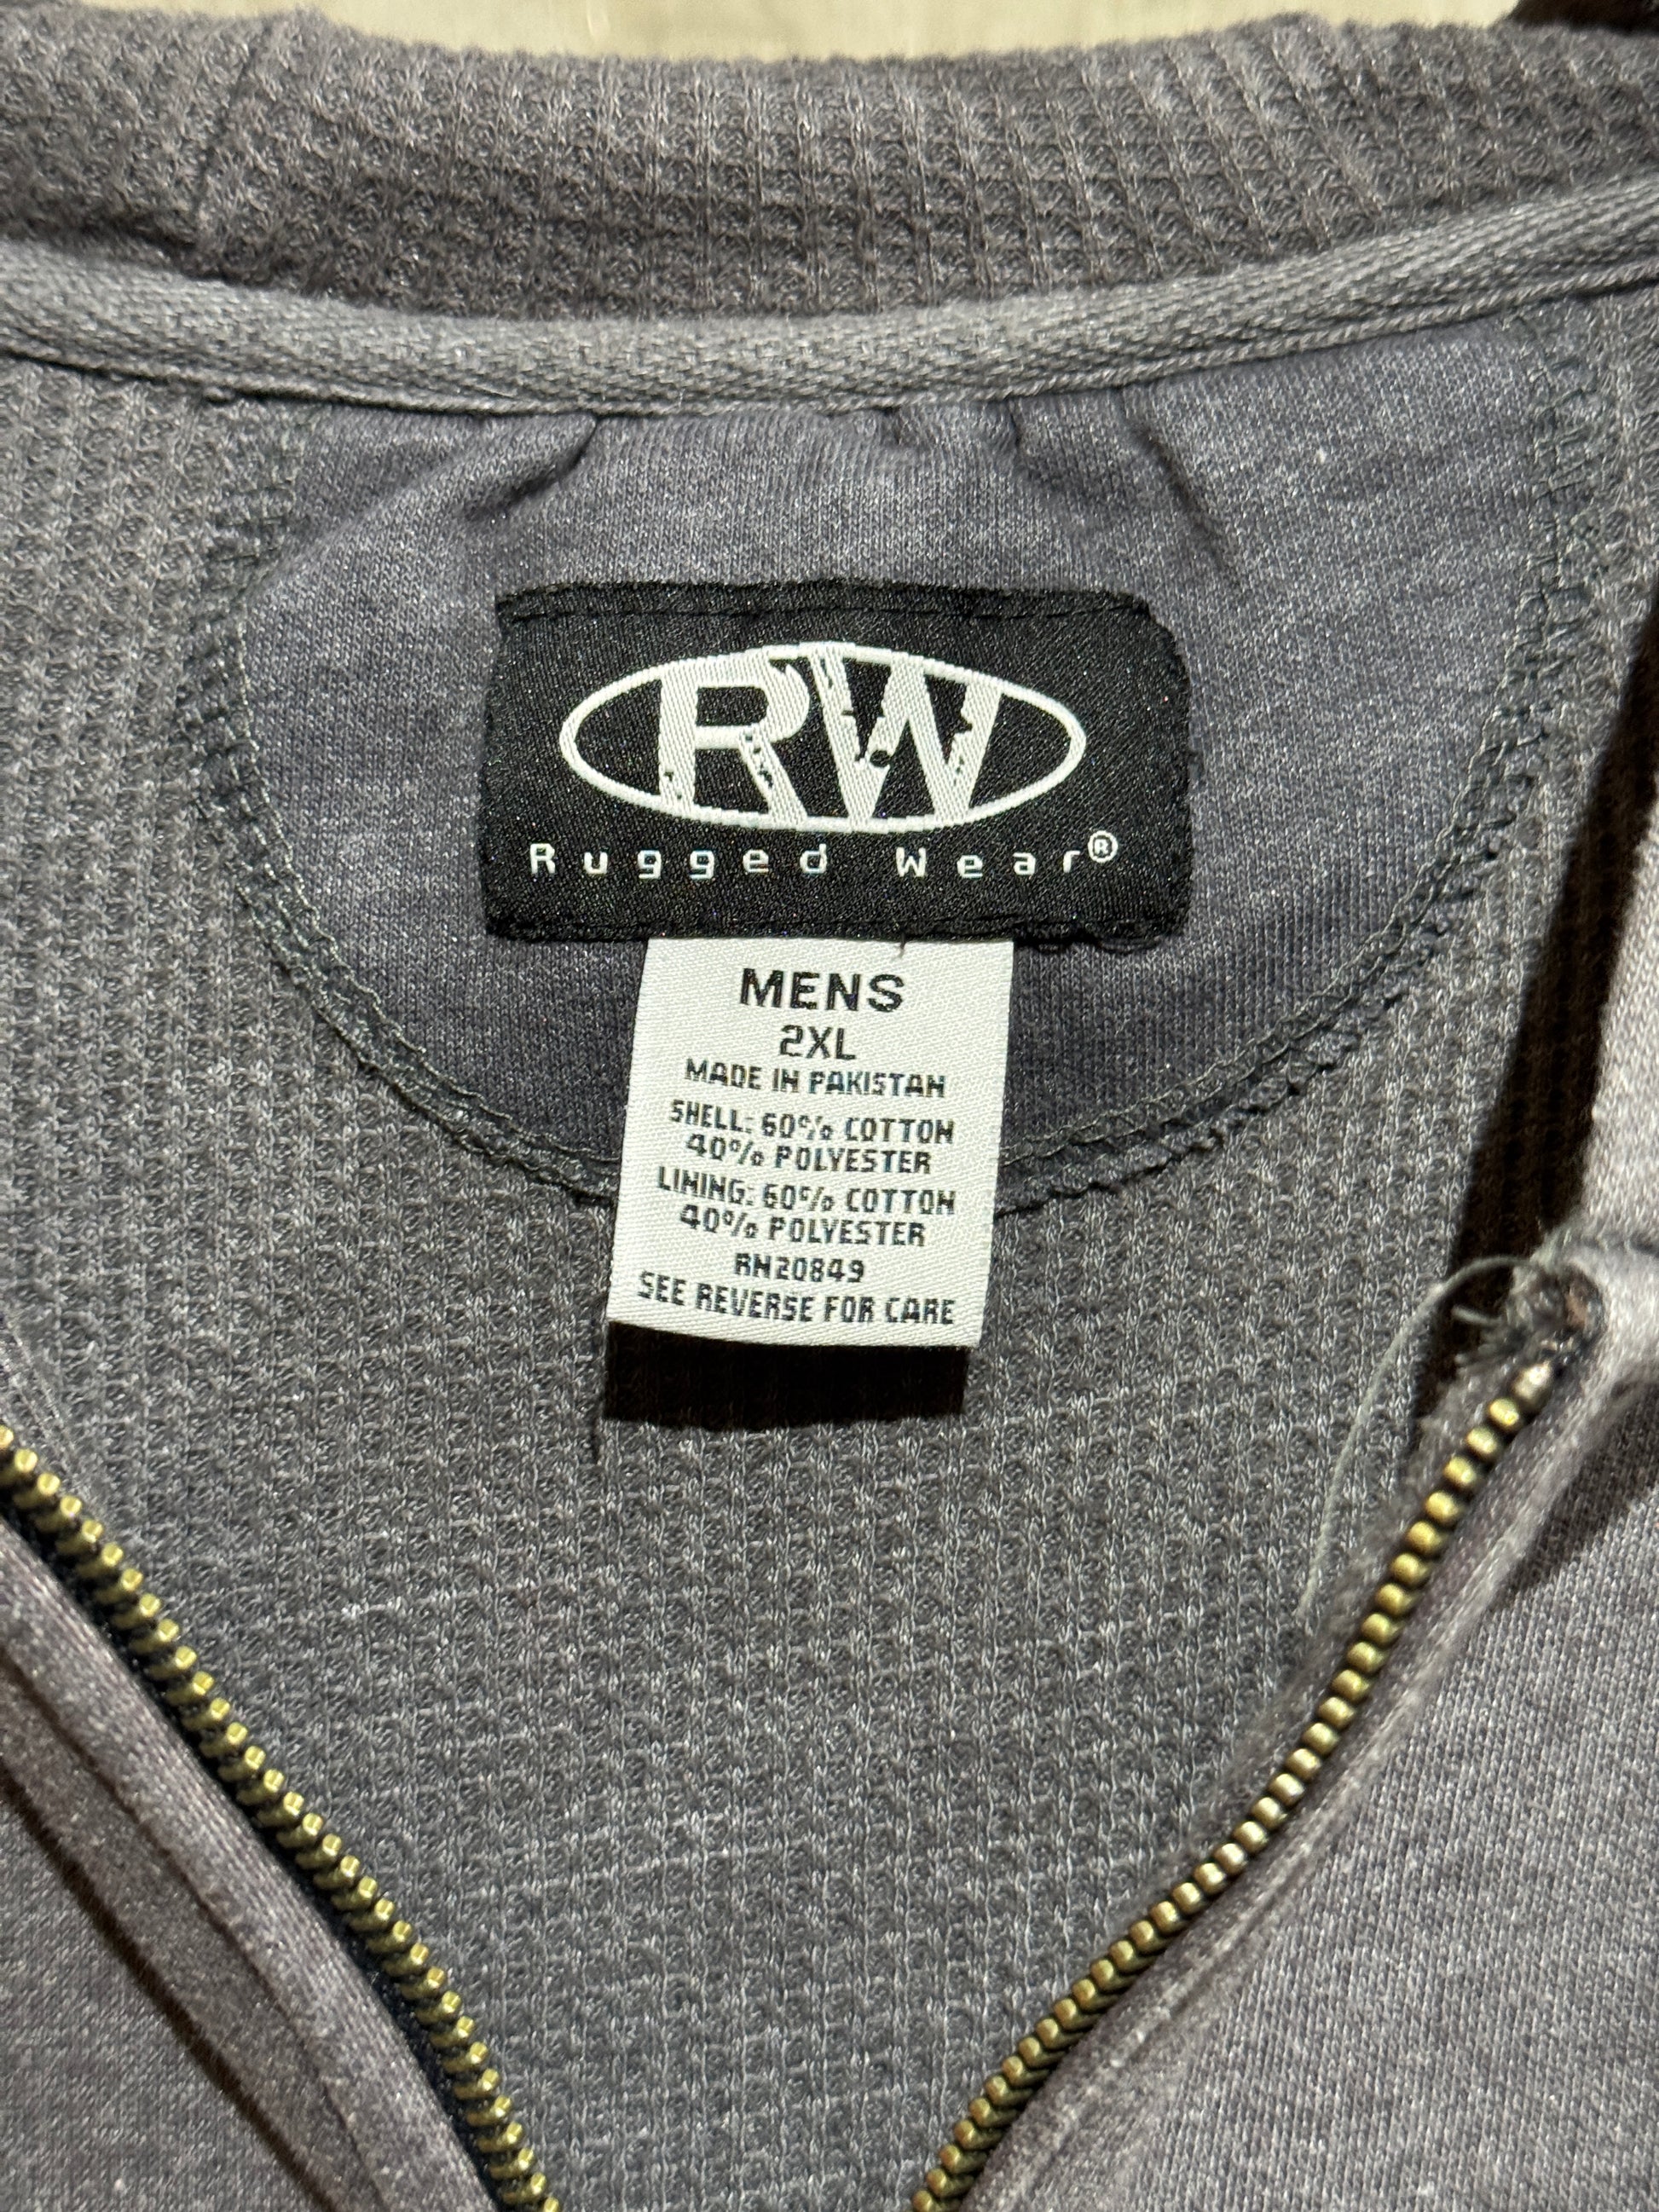 RW
Rugged Wear®
MENS
2XL
MADE IN PAKISTAN
SHELL: 60% COTTON
40% POLYESTER
LINING: 60% COTTON
40% POLYESTER
RN20849
SEE REVERSE FOR CARE